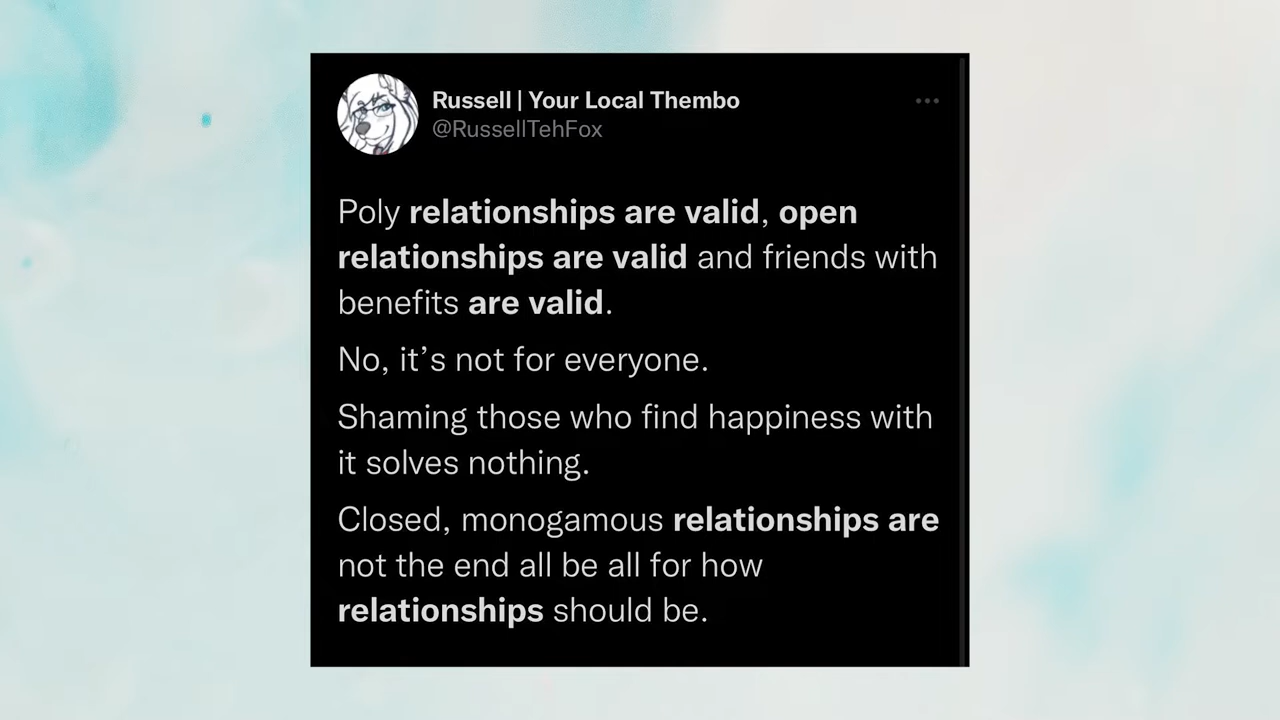 Russell | Your Local Thembo
@RussellTehFox
Poly relationships are valid, open
relationships are valid and friends with
benefits are valid.
No, it’s not for everyone.
Shaming those who find happiness with
it solves nothing.
Closed, monogamous relationships are
not the end all be all for how
relationships should be.